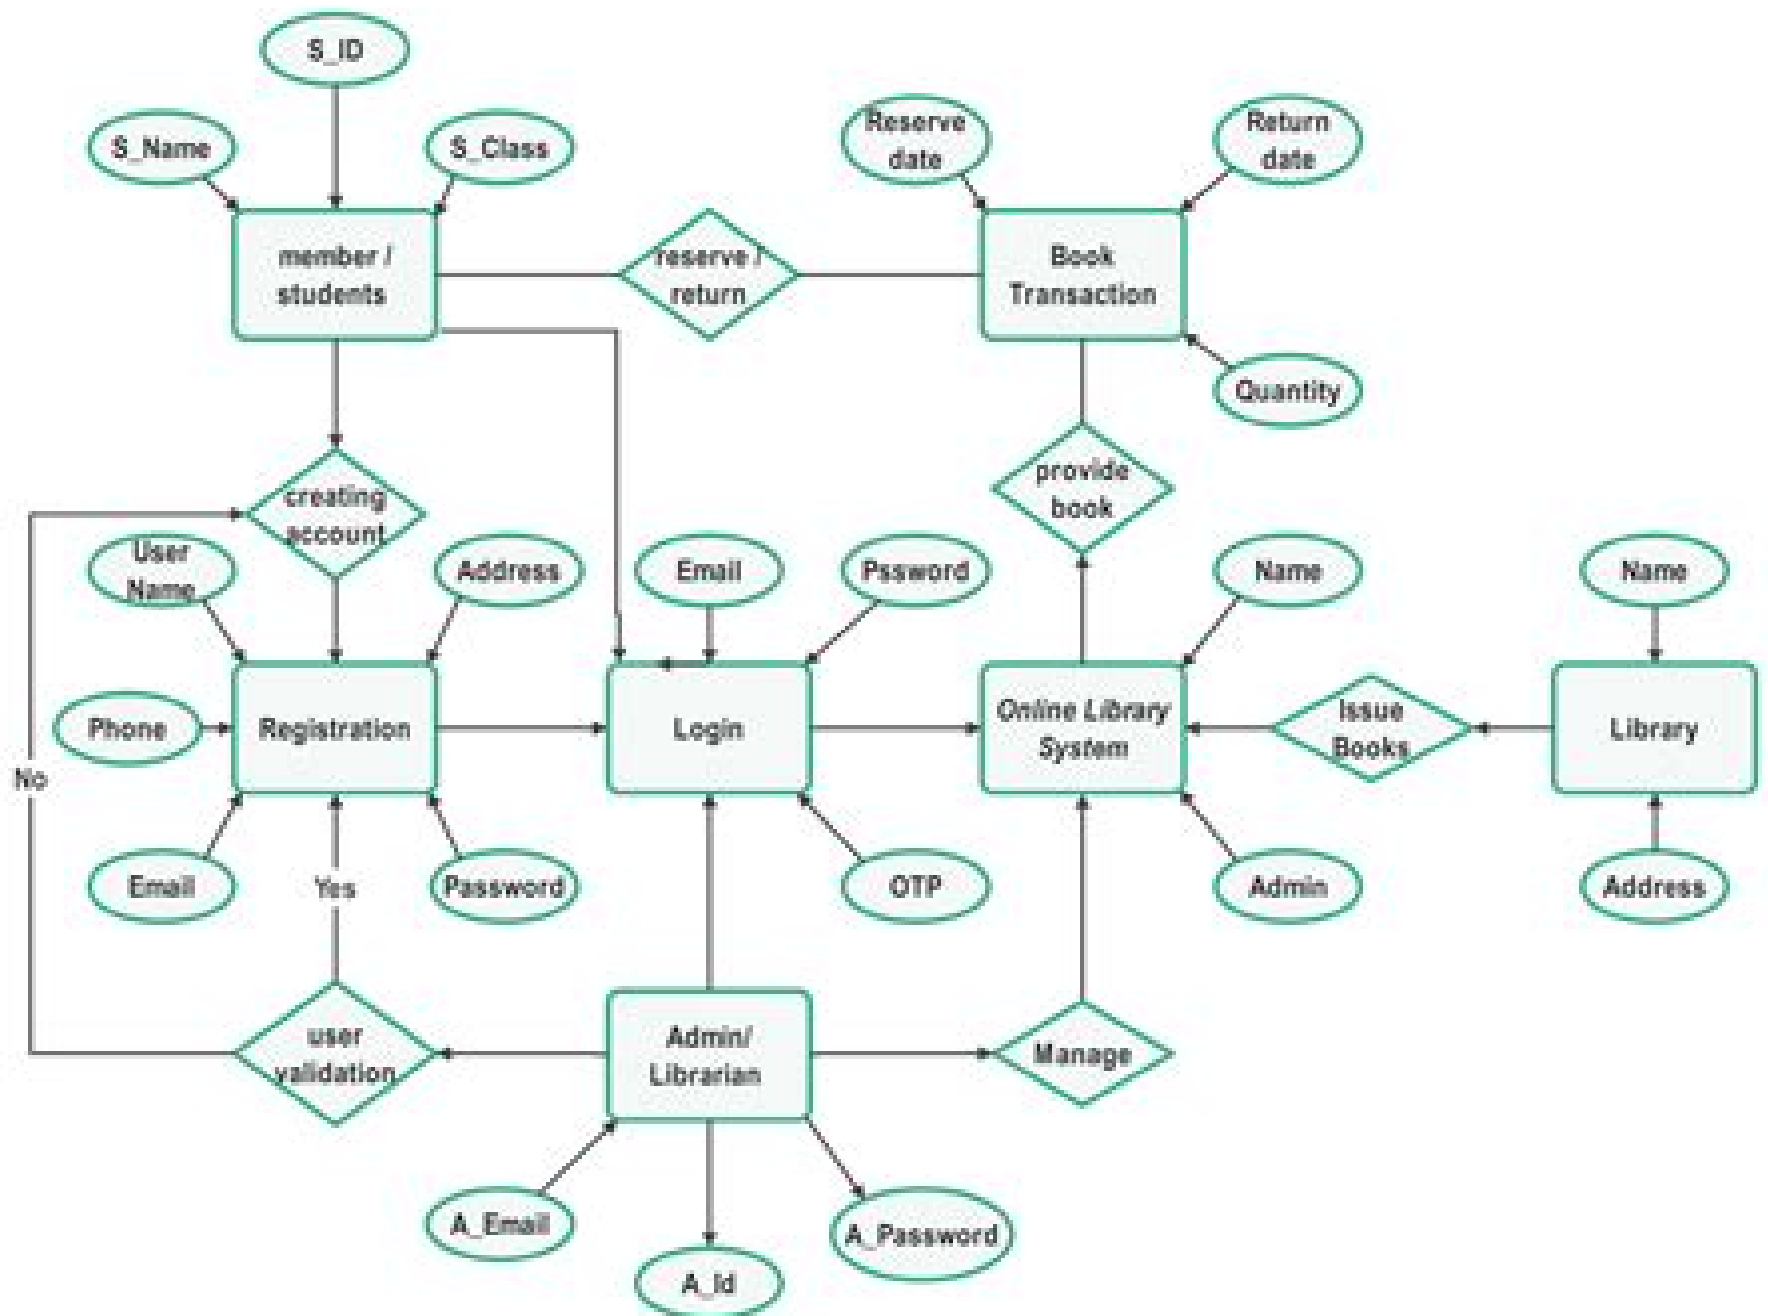 S_ID
S_Name
S_Class
Reserve
date
Return
date
member /
students
reserve /
return
Book
Transaction
Quantity
creating
account
provide
book
User
Name
Address
Email
Pssword
Name
Name
Phone
Registration
Login
Online Library
System
Issue
Books
Library
No
Email
Yes
Password
OTP
Admin
Address
user
validation
Admin/
Librarian
Manage
A_Email
A_Password
A_Id